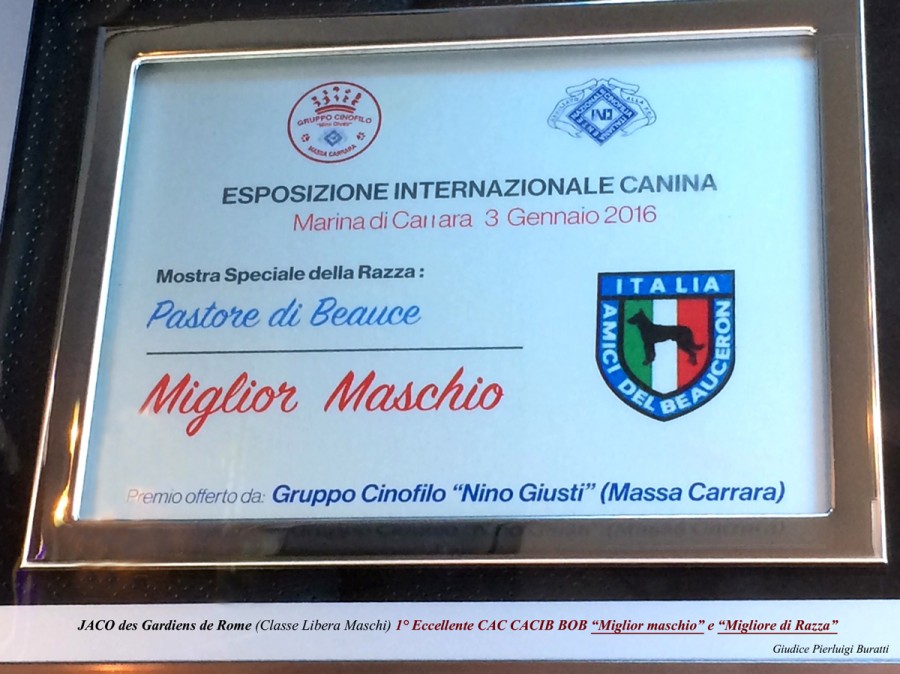 GRUPPO CINOFILO
"Nino Giusti"
MASSA CARRARA
ESPOSIZIONE INTERNAZIONALE CANINA
Marina di Carrara 3 Gennaio 2016
Mostra Speciale della Razza :
Pastore di Beauce
Miglior Maschio
ITALIA
AMICI DEL BEAUCERON
Premio offerto da: Gruppo Cinofilo "Nino Giusti" (Massa Carrara)
JACO des Gardiens de Rome (Classe Libera Maschi) 1° Eccellente CAC CACIB BOB “Miglior maschio” e “Migliore di Razza”
Giudice Pierluigi Buratti